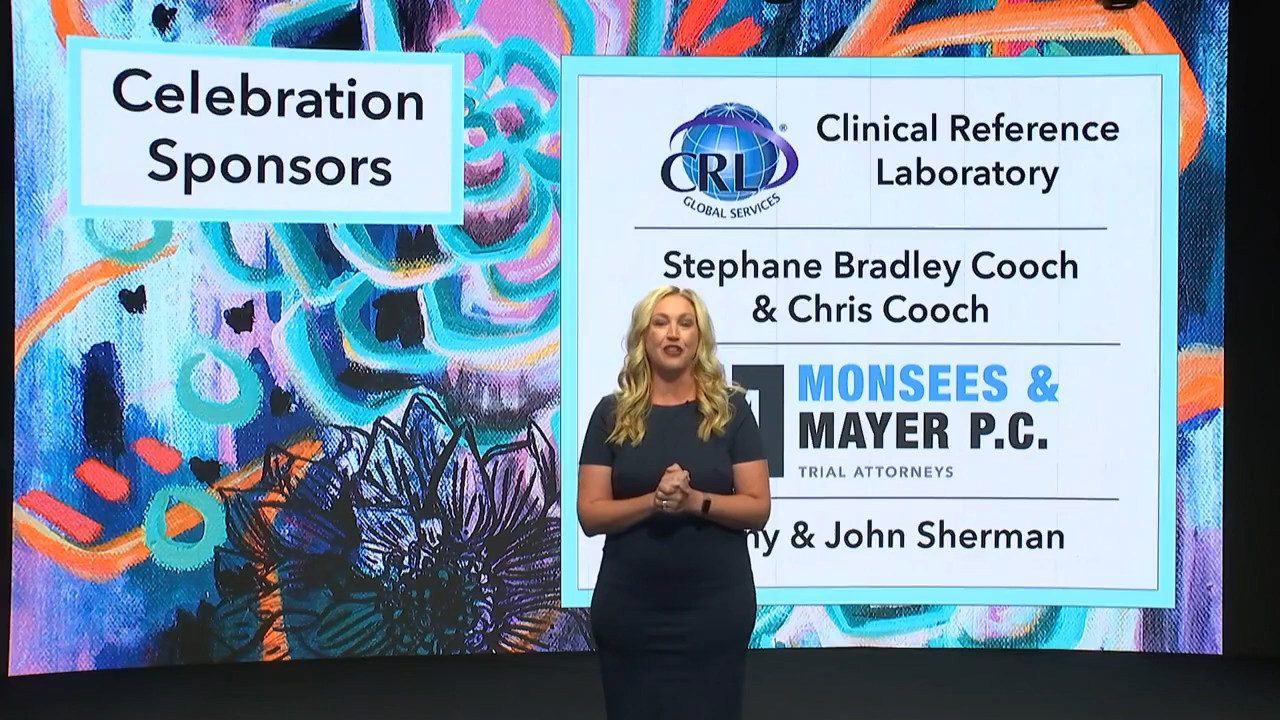 Celebration
Sponsors
CRL
®
GLOBAL SERVICES
Clinical Reference
Laboratory
Stephane Bradley Cooch
& Chris Cooch
MONSEES &
MAYER P.C.
TRIAL ATTORNEYS
& John Sherman